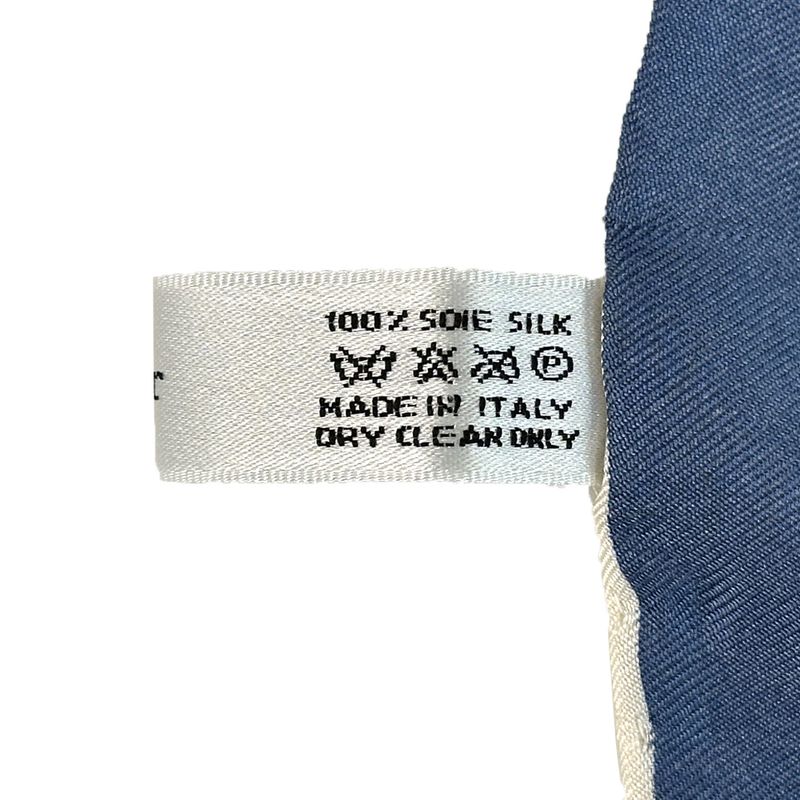 100% SOIE SILK
P
MADE IN ITALY
DRY CLEAN ONLY
r